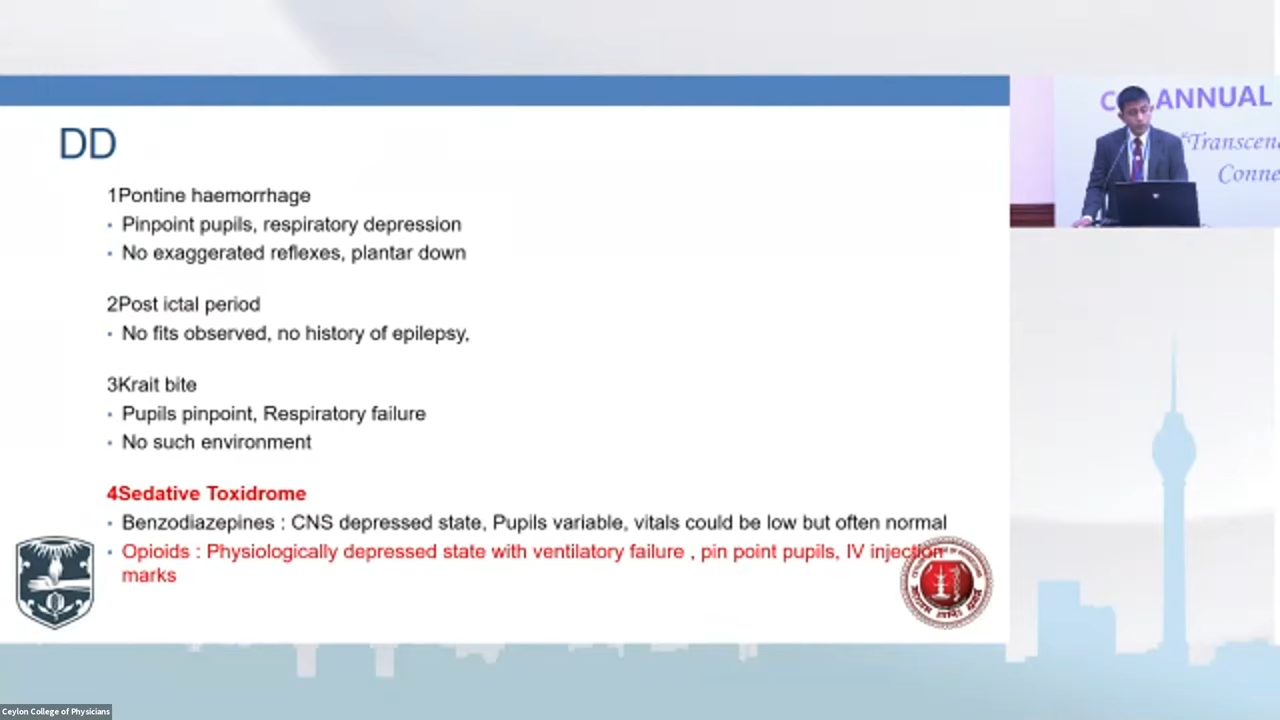 DD
1Pontine haemorrhage
Pinpoint pupils, respiratory depression
No exaggerated reflexes, plantar down
2Post ictal period
No fits observed, no history of epilepsy,
3Krait bite
Pupils pinpoint, Respiratory failure
No such environment
4Sedative Toxidrome
Benzodiazepines : CNS depressed state, Pupils variable, vitals could be low but often normal
Opioids : Physiologically depressed state with ventilatory failure , pin point pupils, IV injection
marks
ANNUAL
"Transcen
Conne
Ceylon College of Physicians